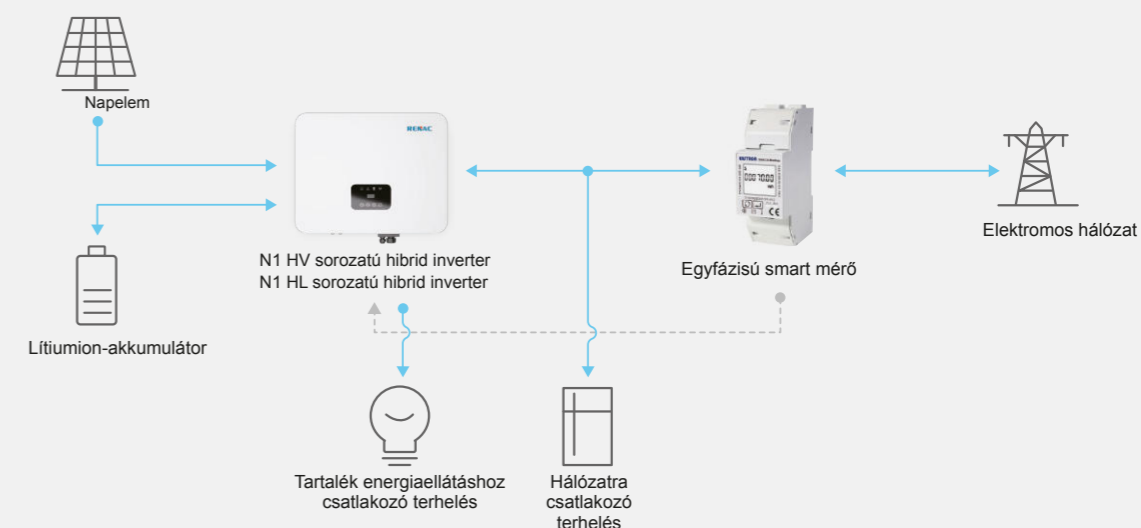 Napelem
RENAC
N1 HV sorozatú hibrid inverter
N1 HL sorozatú hibrid inverter
Egyfázisú smart mérő
Elektromos hálózat
Lítiumion-akkumulátor
Tartalék energiaellátáshoz
csatlakozó terhelés
Hálózatra
csatlakozó
terhelés